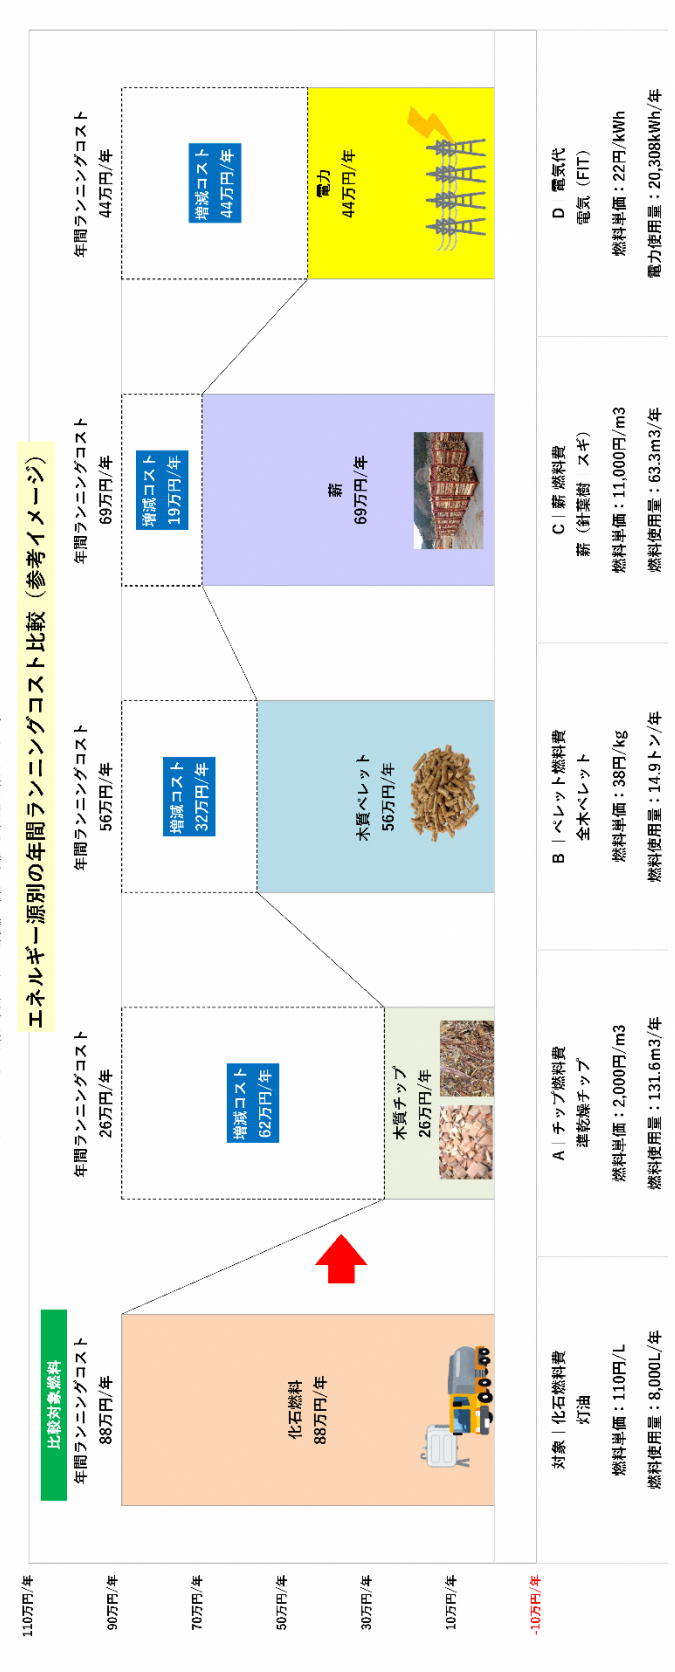 エネルギー源別の年間ランニングコスト比較（参考イメージ）
110万円/年
90万円/年
70万円/年
50万円/年
30万円/年
10万円/年
-10万円/年
比較対象燃料
年間ランニングコスト
88万円/年
化石燃料
88万円/年
対象｜化石燃料費
灯油
燃料単価：110円/L
燃料使用量：8,000L/年
年間ランニングコスト
26万円/年
増減コスト
62万円/年
木質チップ
26万円/年
A｜チップ燃料費
準乾燥チップ
燃料単価：2,000円/m3
燃料使用量：131.6m3/年
年間ランニングコスト
56万円/年
増減コスト
32万円/年
木質ペレット
56万円/年
B｜ペレット燃料費
全木ペレット
燃料単価：38円/kg
燃料使用量：14.9トン/年
年間ランニングコスト
69万円/年
増減コスト
19万円/年
薪
69万円/年
C｜薪 燃料費
薪（針葉樹　スギ）
燃料単価：11,000円/m3
燃料使用量：63.3m3/年
年間ランニングコスト
44万円/年
増減コスト
44万円/年
電力
44万円/年
D｜電気代
電気（FIT）
燃料単価：22円/kWh
電力使用量：20,308kWh/年